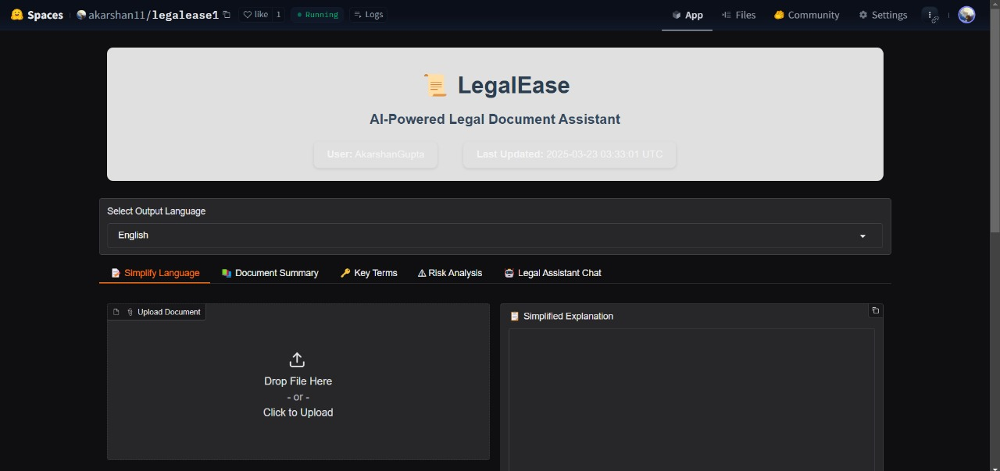 Spaces akarshan11/legalease1 like 1 Running Logs App Files Community Settings
LegalEase
AI-Powered Legal Document Assistant
User: AkarshanGupta Last Updated: 2025-03-23 03:33:01 UTC
Select Output Language
English
Simplify Language Document Summary Key Terms Risk Analysis Legal Assistant Chat
Upload Document
Simplified Explanation
Drop File Here
- or -
Click to Upload